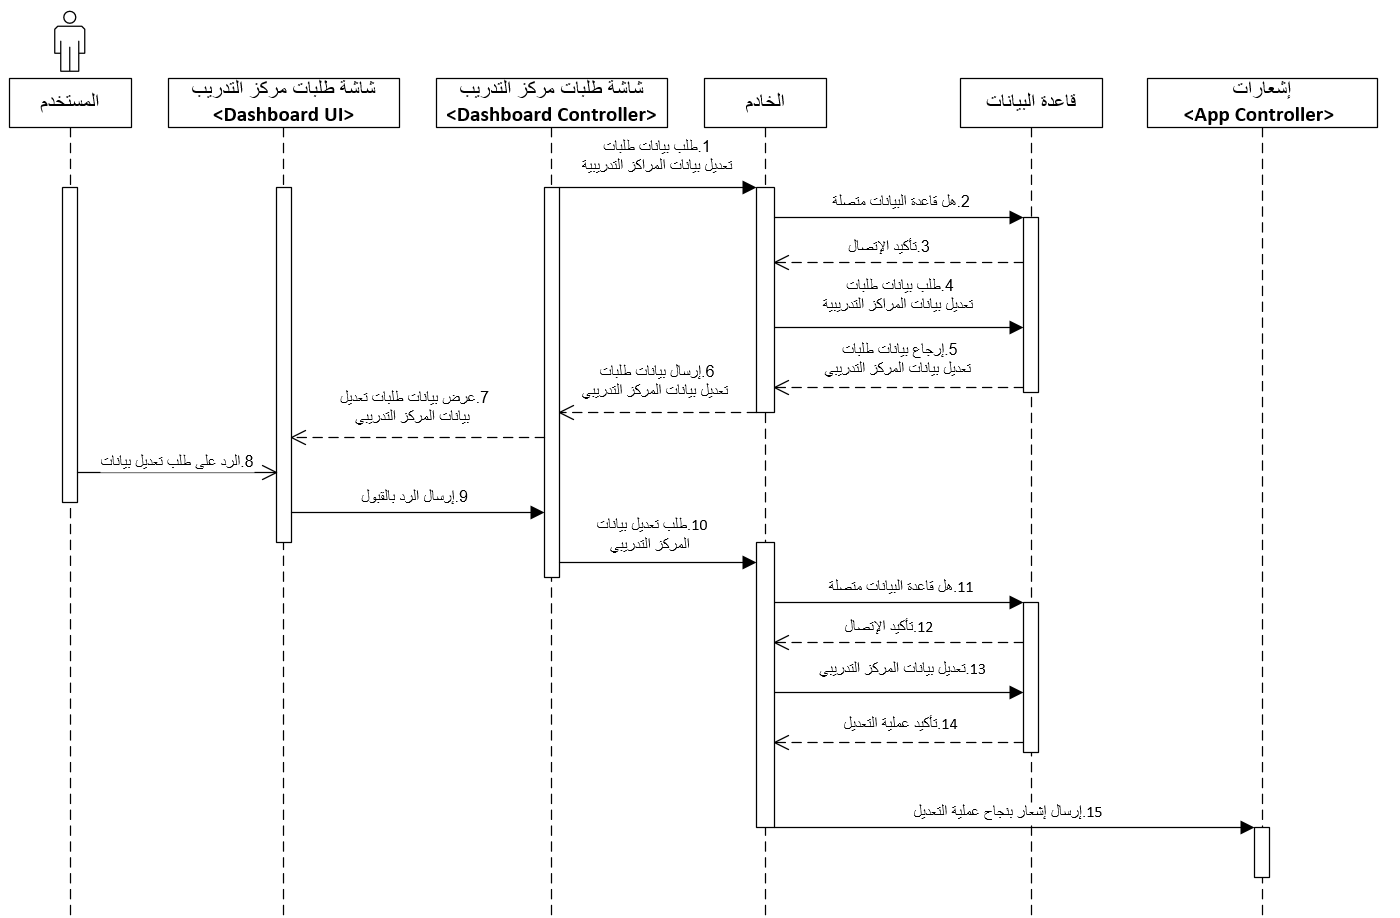 المستخدم
شاشة طلبات مركز التدريب
<Dashboard UI>
شاشة طلبات مركز التدريب
<Dashboard Controller>
الخادم
قاعدة البيانات
إشعارات
<App Controller>
1.طلب بيانات طلبات
تعديل بيانات المراكز التدريبية
2.هل قاعدة البيانات متصلة
3.تأكيد الإتصال
4.طلب بيانات طلبات
تعديل بيانات المراكز التدريبية
5.إرجاع بيانات طلبات
تعديل بيانات المركز التدريبي
6.إرسال بيانات طلبات
تعديل بيانات المركز التدريبي
7.عرض بيانات طلبات تعديل
بيانات المركز التدريبي
8.الرد على طلب تعديل بيانات
9.إرسال الرد بالقبول
10.طلب تعديل بيانات
المركز التدريبي
11.هل قاعدة البيانات متصلة
12.تأكيد الإتصال
13.تعديل بيانات المركز التدريبي
14.تأكيد عملية التعديل
15.إرسال إشعار بنجاح عملية التعديل